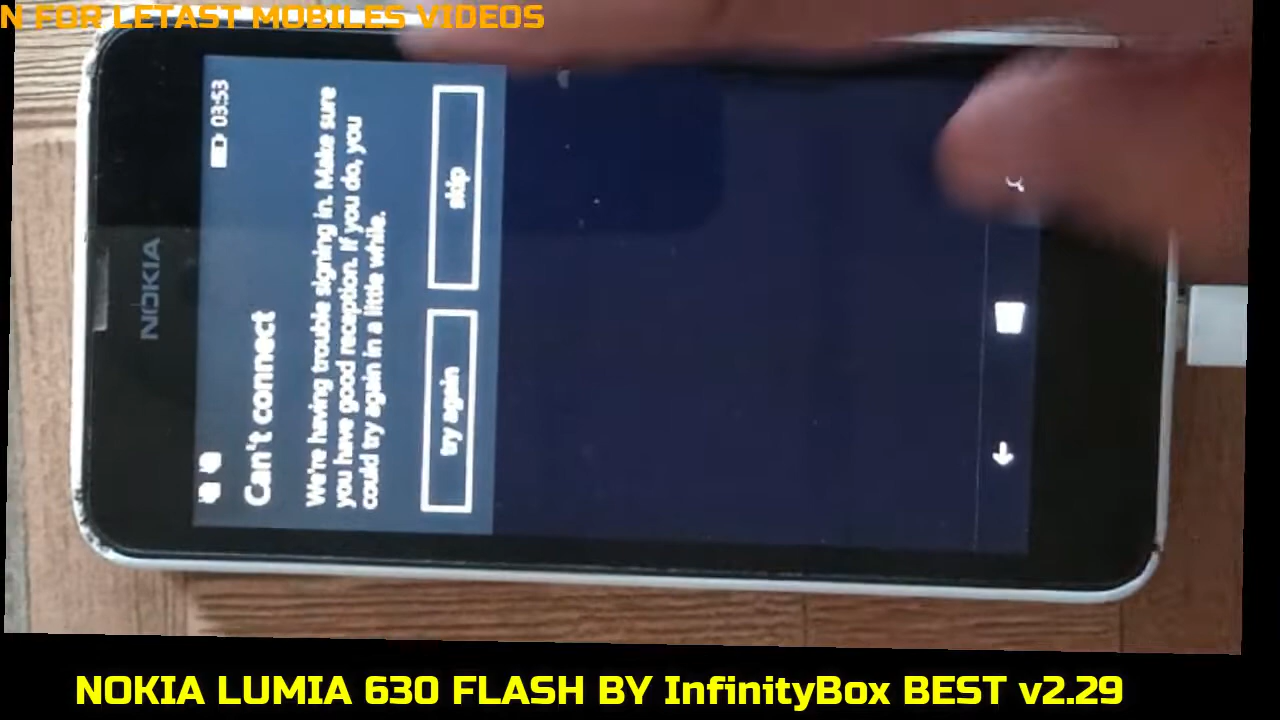 N FOR LETAST MOBILES VIDEOS
NOKIA
03:53
Can't connect
We're having trouble signing in. Make sure
you have good reception. If you do, you
could try again in a little while.
try again
skip
NOKIA LUMIA 630 FLASH BY InfinityBox BEST v2.29